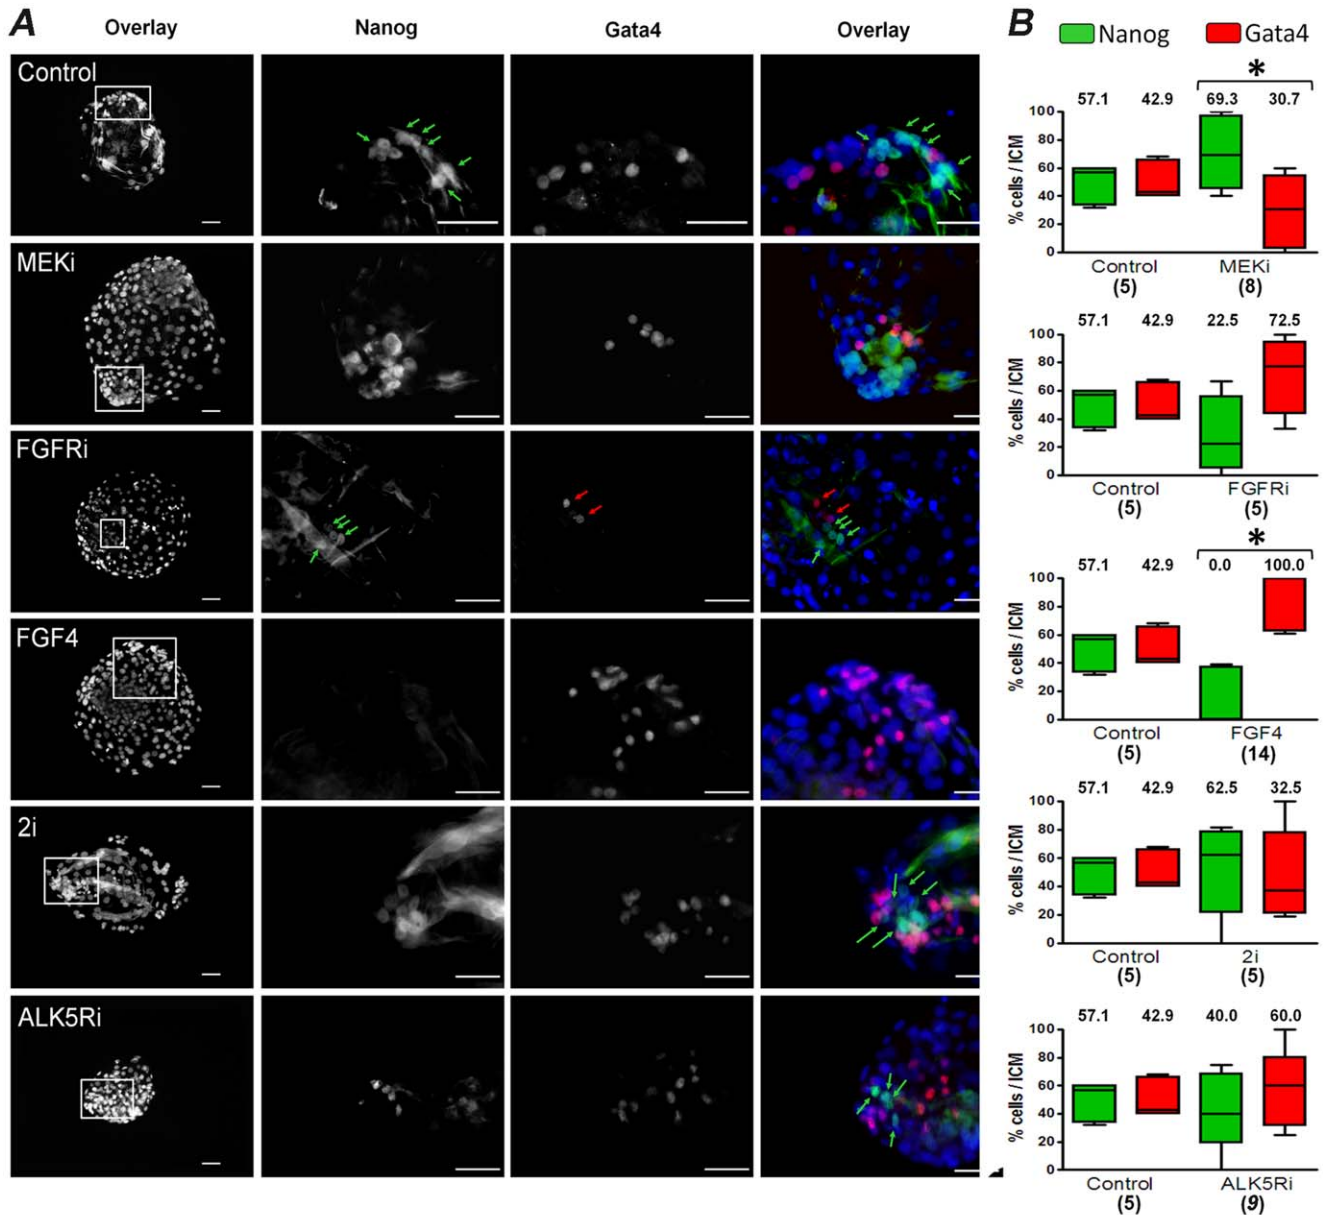 A
Overlay Nanog Gata4 Overlay
Control
MEKi
FGFRi
FGF4
2i
ALK5Ri
B Nanog Gata4
*
57.1 42.9 69.3 30.7
100
80
60
40
20
0
% cells / ICM
Control MEKi
(5) (8)
57.1 42.9 22.5 72.5
100
80
60
40
20
0
% cells / ICM
Control FGFRi
(5) (5)
*
57.1 42.9 0.0 100.0
100
80
60
40
20
0
% cells / ICM
Control FGF4
(5) (14)
57.1 42.9 62.5 32.5
100
80
60
40
20
0
% cells / ICM
Control 2i
(5) (5)
57.1 42.9 40.0 60.0
100
80
60
40
20
0
% cells / ICM
Control ALK5Ri
(5) (9)